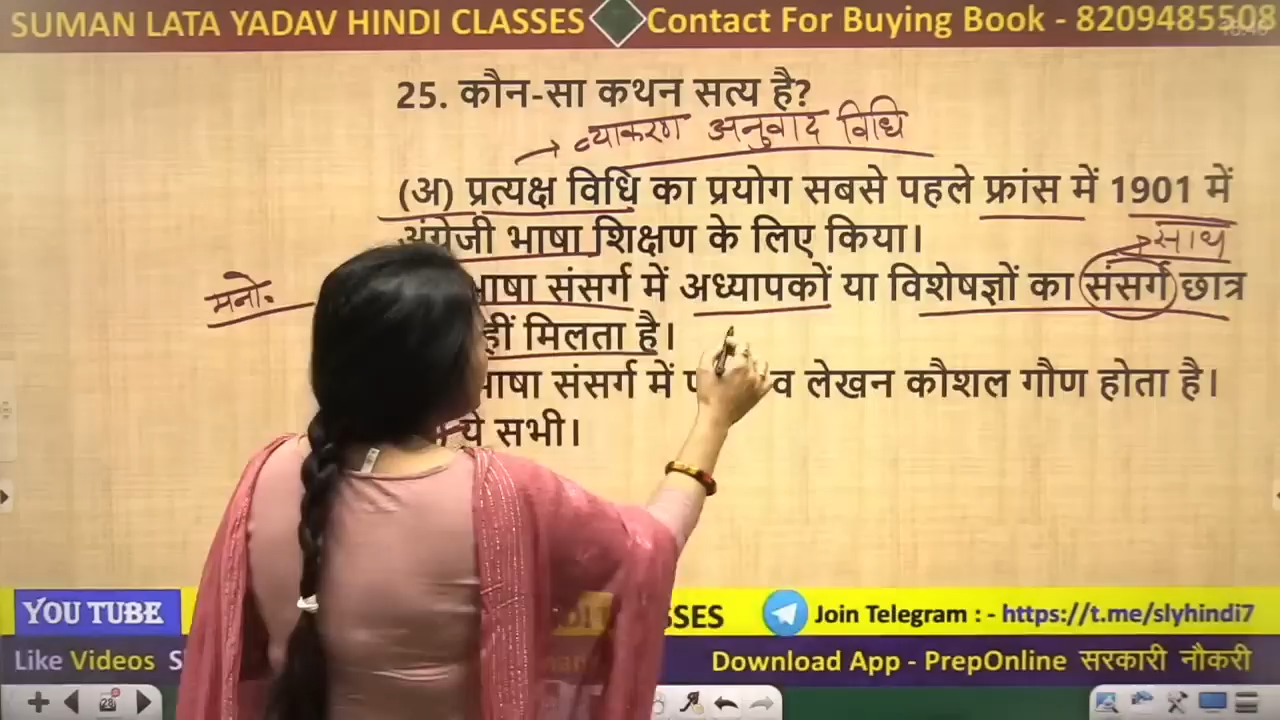 SUMAN LATA YADAV HINDI CLASSES Contact For Buying Book - 8209485508
25. कौन-सा कथन सत्य है?
व्याकरण अनुवाद विधि
(अ) प्रत्यक्ष विधि का प्रयोग सबसे पहले फ्रांस में 1901 में
अंग्रेजी भाषा शिक्षण के लिए किया।
साथ
मनो.
भाषा संसर्ग में अध्यापकों या विशेषज्ञों का संसर्ग छात्र
मिलता है।
भाषा संसर्ग में व लेखन कौशल गौण होता है।
ये सभी।
YOU TUBE
Join Telegram : - https://t.me/slyhindi7
Like Videos
Download App - PrepOnline सरकारी नौकरी